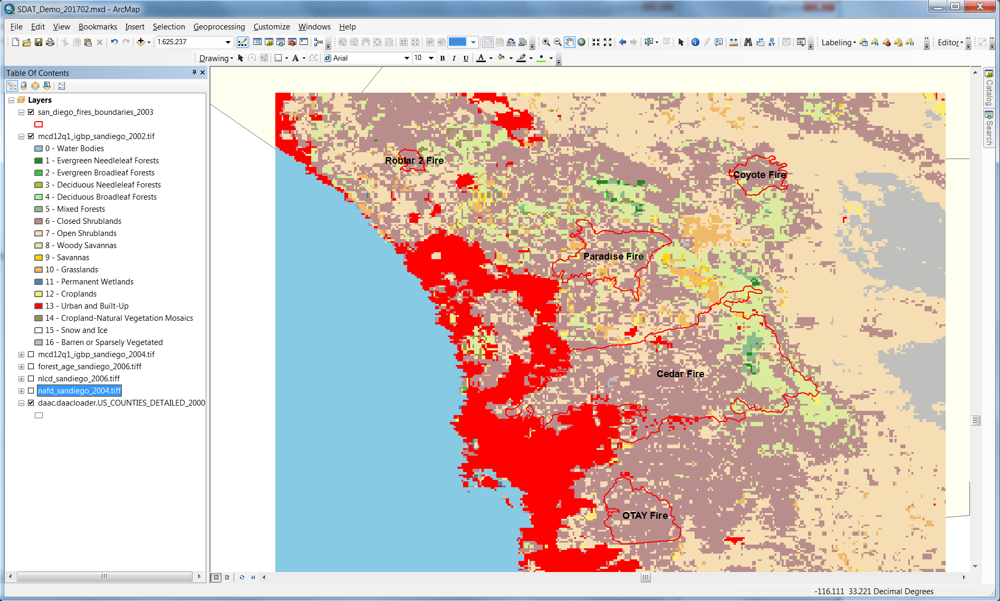 SDAT_Demo_201702.mxd - ArcMap
File Edit View Bookmarks Insert Selection Geoprocessing Customize Windows Help
1:625,237 100% Labeling Editor
Drawing A Arial 10 B I U A
Table Of Contents
Layers
san_diego_fires_boundaries_2003
mcd12q1_igbp_sandiego_2002.tif
0 - Water Bodies
1 - Evergreen Needleleaf Forests
2 - Evergreen Broadleaf Forests
3 - Deciduous Needleleaf Forests
4 - Deciduous Broadleaf Forests
5 - Mixed Forests
6 - Closed Shrublands
7 - Open Shrublands
8 - Woody Savannas
9 - Savannas
10 - Grasslands
11 - Permanent Wetlands
12 - Croplands
13 - Urban and Built-Up
14 - Cropland-Natural Vegetation Mosaics
15 - Snow and Ice
16 - Barren or Sparsely Vegetated
mcd12q1_igbp_sandiego_2004.tif
forest_age_sandiego_2006.tiff
nlcd_sandiego_2006.tiff
nafd_sandiego_2004.tiff
daac.daacloader.US_COUNTIES_DETAILED_2000
Roblar 2 Fire
Coyote Fire
Paradise Fire
Cedar Fire
OTAY Fire
Catalog
Search
-116.111 33.221 Decimal Degrees